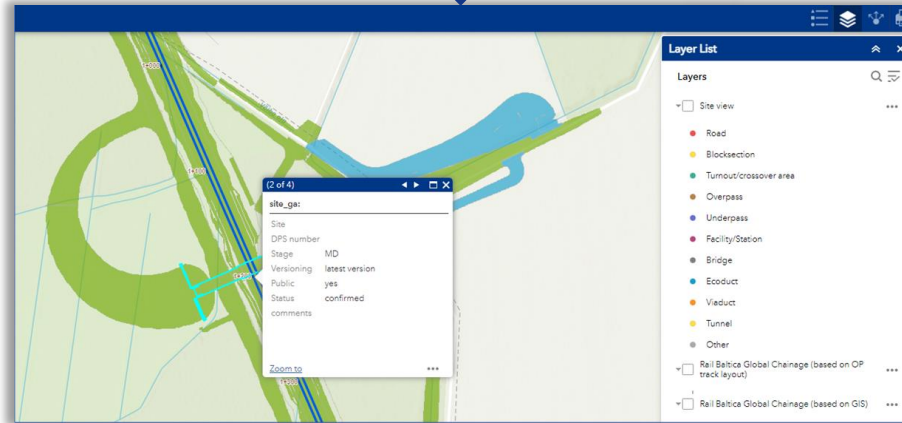 Layer List
Layers
Site view
Road
Blocksection
Turnout/crossover area
Overpass
Underpass
Facility/Station
Bridge
Ecoduct
Viaduct
Tunnel
Other
Rail Baltica Global Chainage (based on OP
track layout)
Rail Baltica Global Chainage (based on GIS)
(2 of 4)
site_ga:
Site
DPS number
Stage MD
Versioning latest version
Public yes
Status confirmed
comments
Zoom to